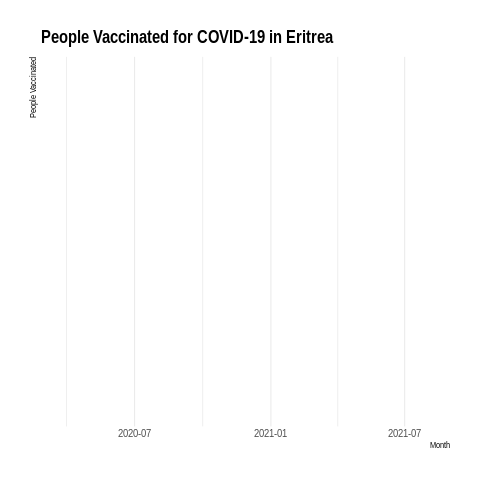 People Vaccinated for COVID-19 in Eritrea
People Vaccinated
2020-07
2021-01
2021-07
Month